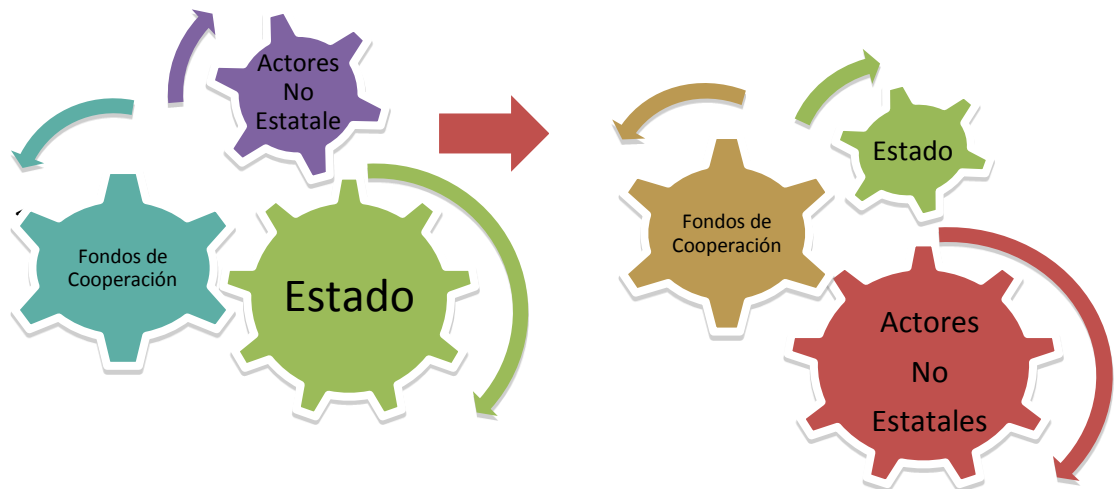 Actores
No
Estatale
Fondos de
Cooperación
Estado
Estado
Fondos de
Cooperación
Actores
No
Estatales